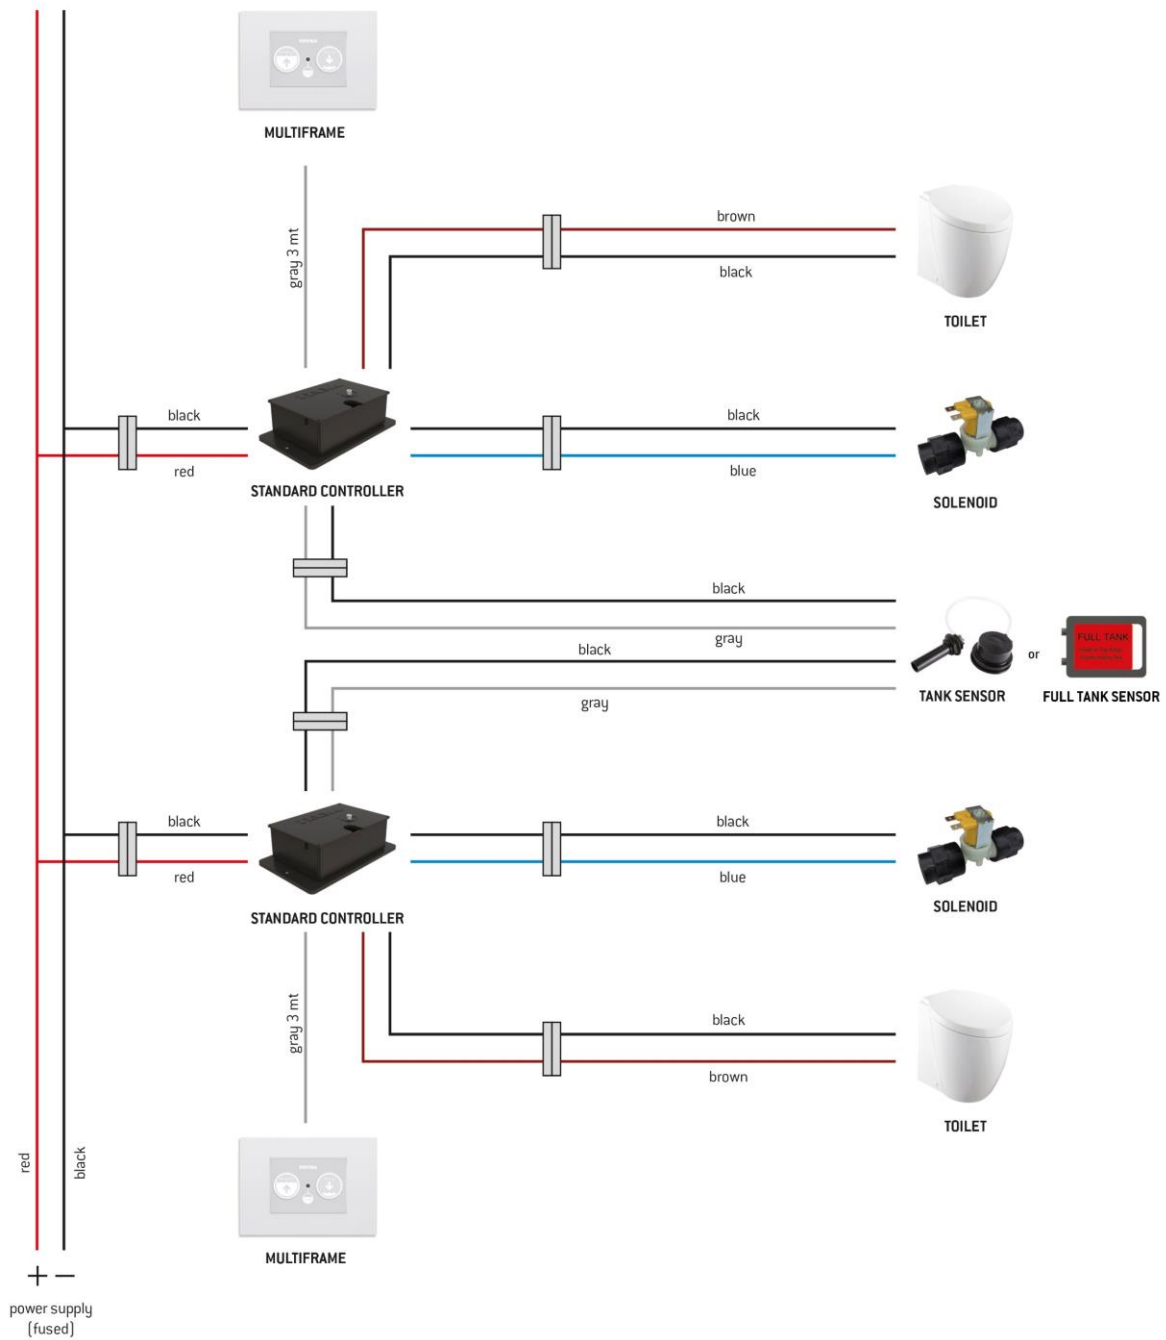 MULTIFRAME
gray 3 mt
brown
black
TOILET
black
red
STANDARD CONTROLLER
black
blue
SOLENOID
black
gray
black
gray
TANK SENSOR
or
FULL TANK
FULL TANK SENSOR
black
red
STANDARD CONTROLLER
black
blue
SOLENOID
gray 3 mt
black
brown
TOILET
red
black
MULTIFRAME
+ −
power supply
(fused)